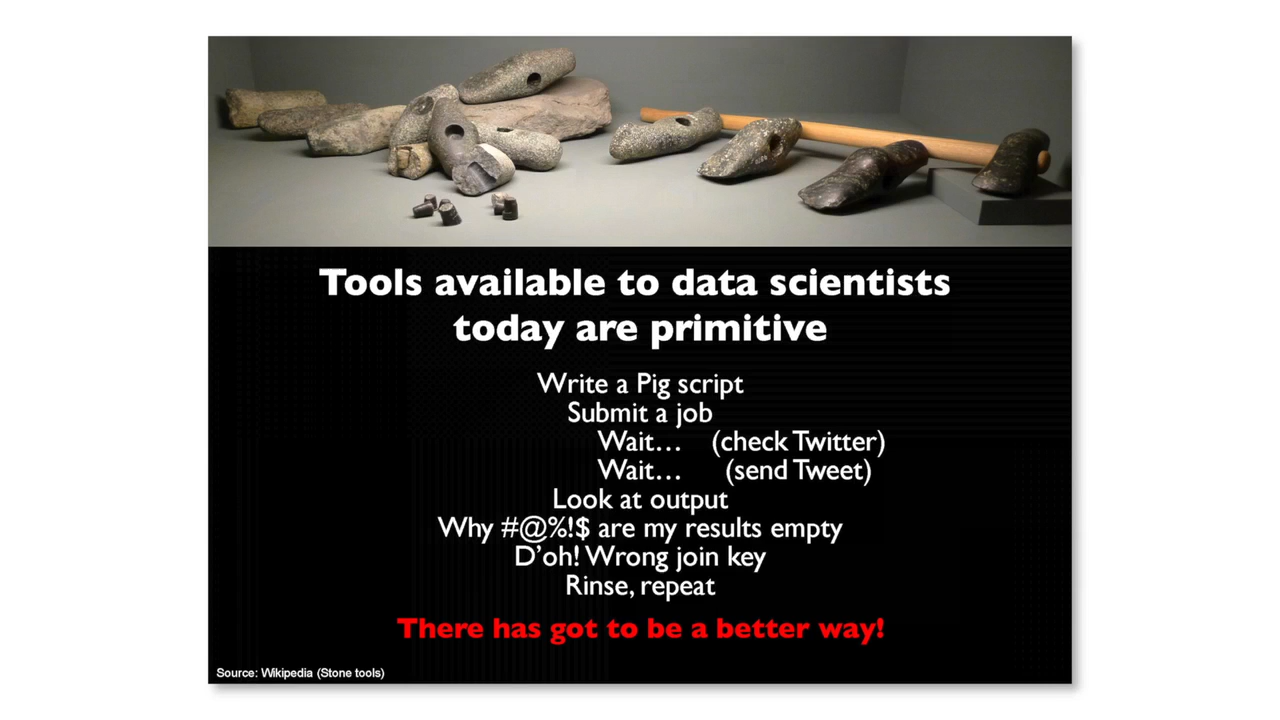 Tools available to data scientists
today are primitive
Write a Pig script
Submit a job
Wait… (check Twitter)
Wait… (send Tweet)
Look at output
Why #@%!$ are my results empty
D’oh! Wrong join key
Rinse, repeat
There has got to be a better way!
Source: Wikipedia (Stone tools)